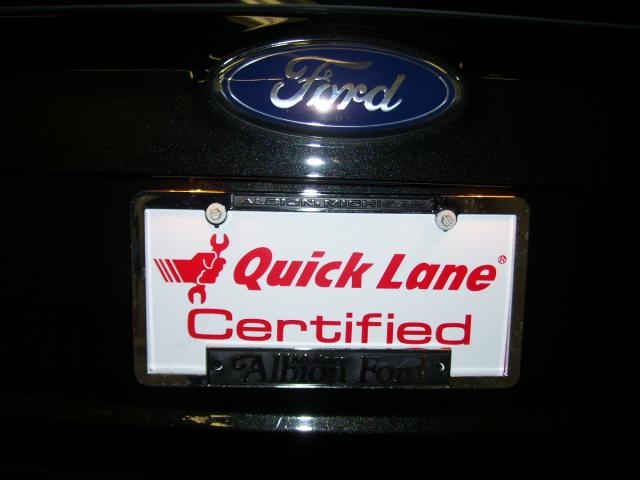 Ford
ALBION, MICHIGAN
Quick Lane®
Certified
Albion Ford